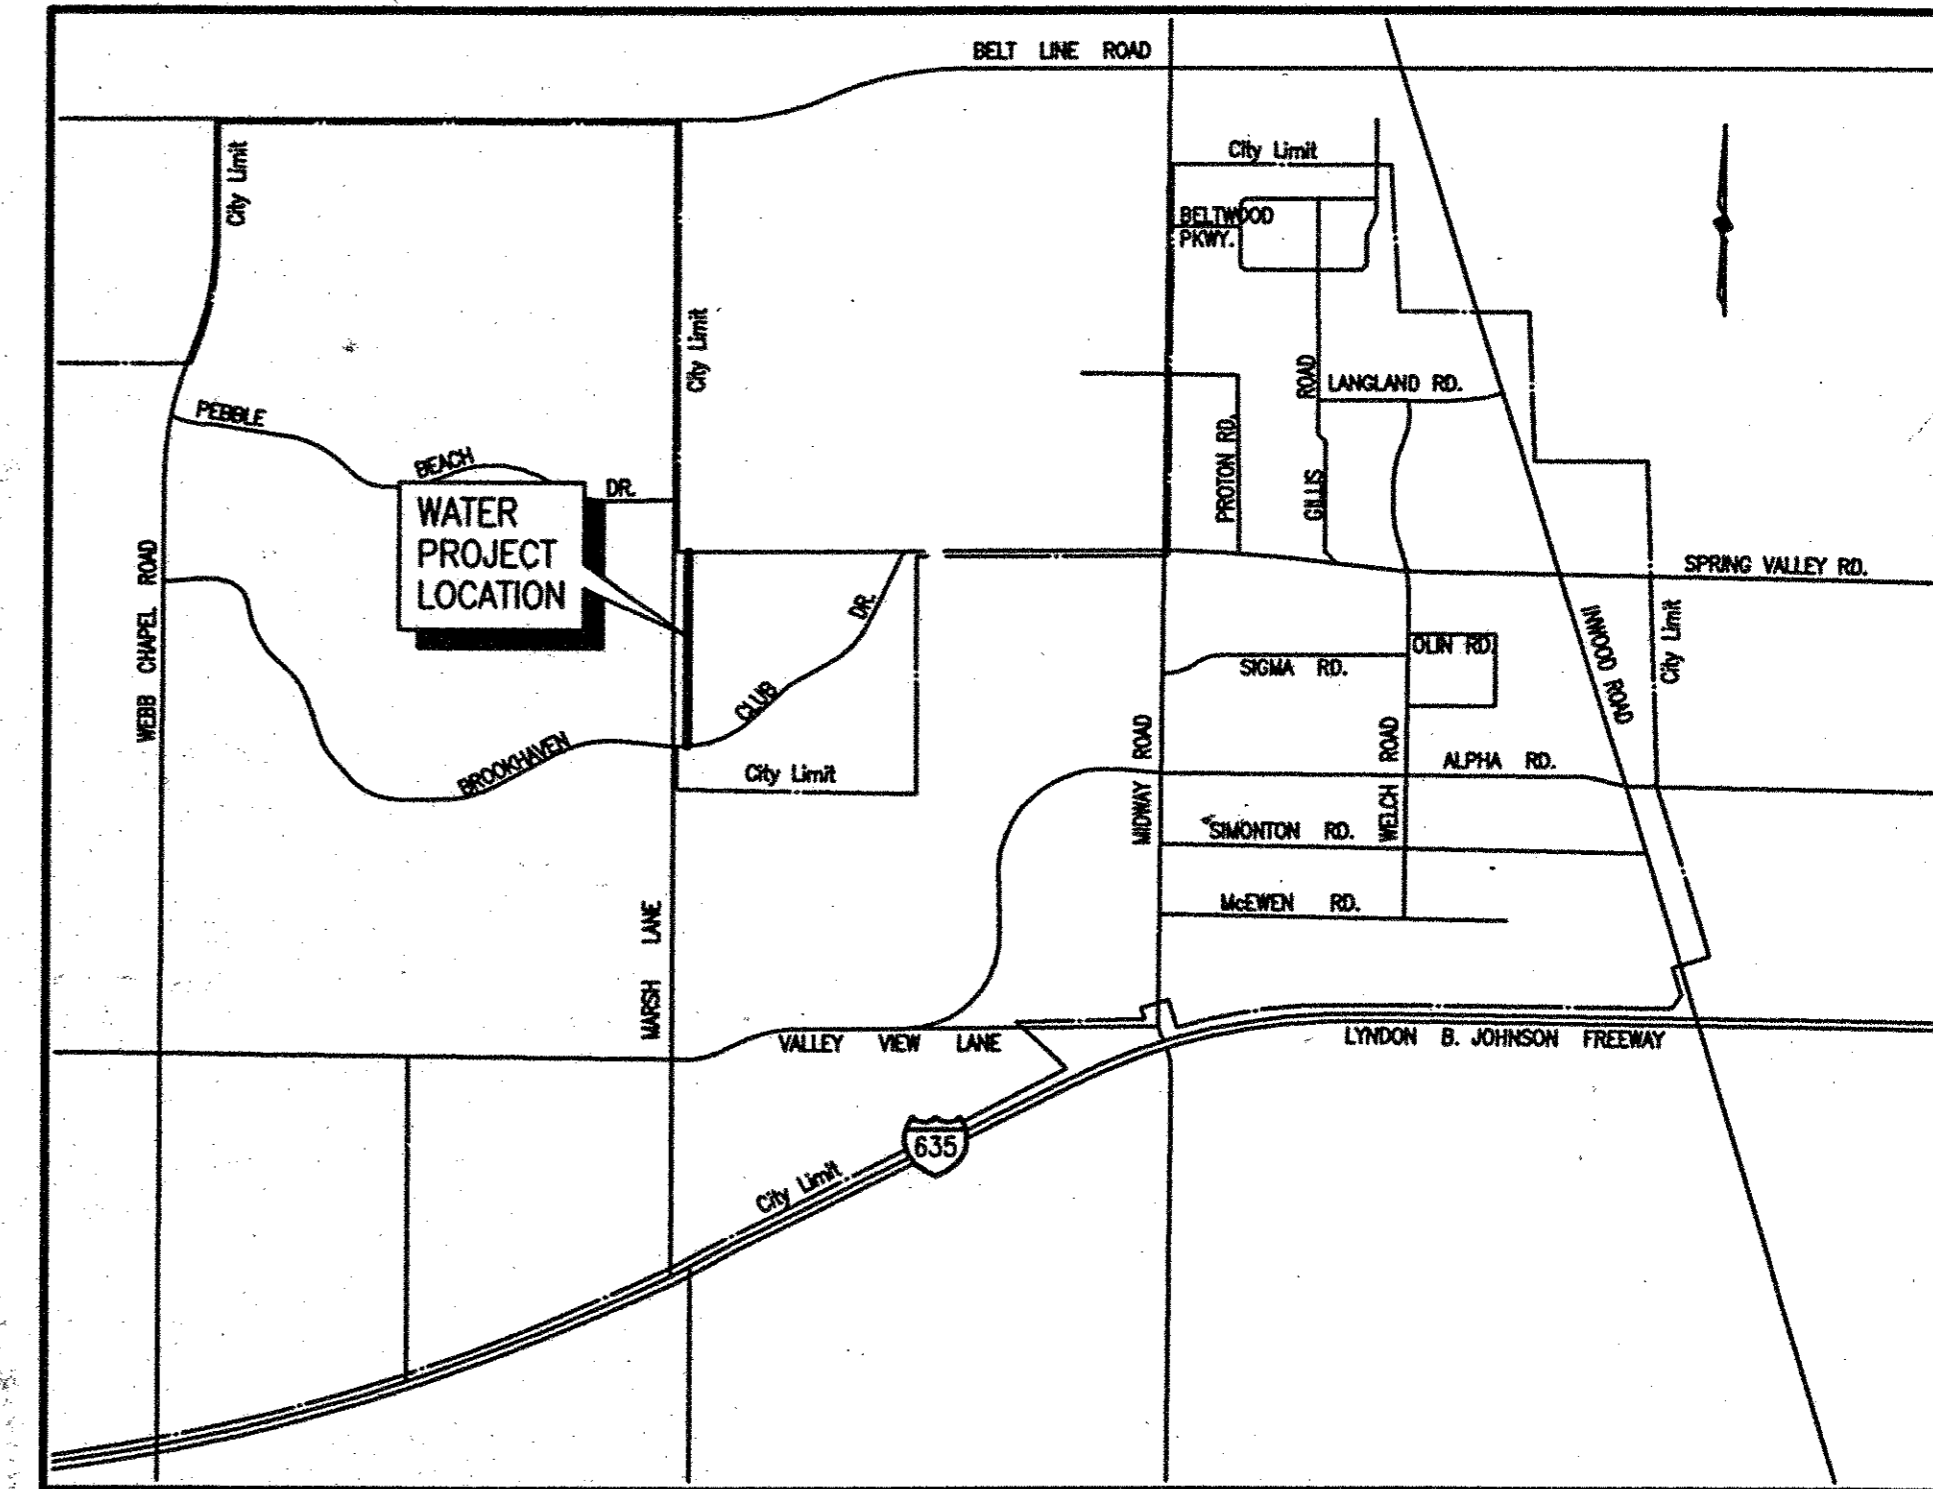 BELT LINE ROAD
City Limit
City Limit
BELTWOOD
PKWY.
City Limit
ROAD
LANGLAND RD.
PEBBLE
BEACH
DR.
PROTON RD.
GILLIS
WATER
PROJECT
LOCATION
WEBB CHAPEL ROAD
SPRING VALLEY RD.
DR.
INWOOD ROAD
City Limit
OLIN RD.
SIGMA RD.
CLUB
BROOKHAVEN
City Limit
MIDWAY ROAD
WELCH ROAD
ALPHA RD.
SIMONTON RD.
McEWEN RD.
MARSH LANE
VALLEY VIEW LANE
LYNDON B. JOHNSON FREEWAY
635
City Limit